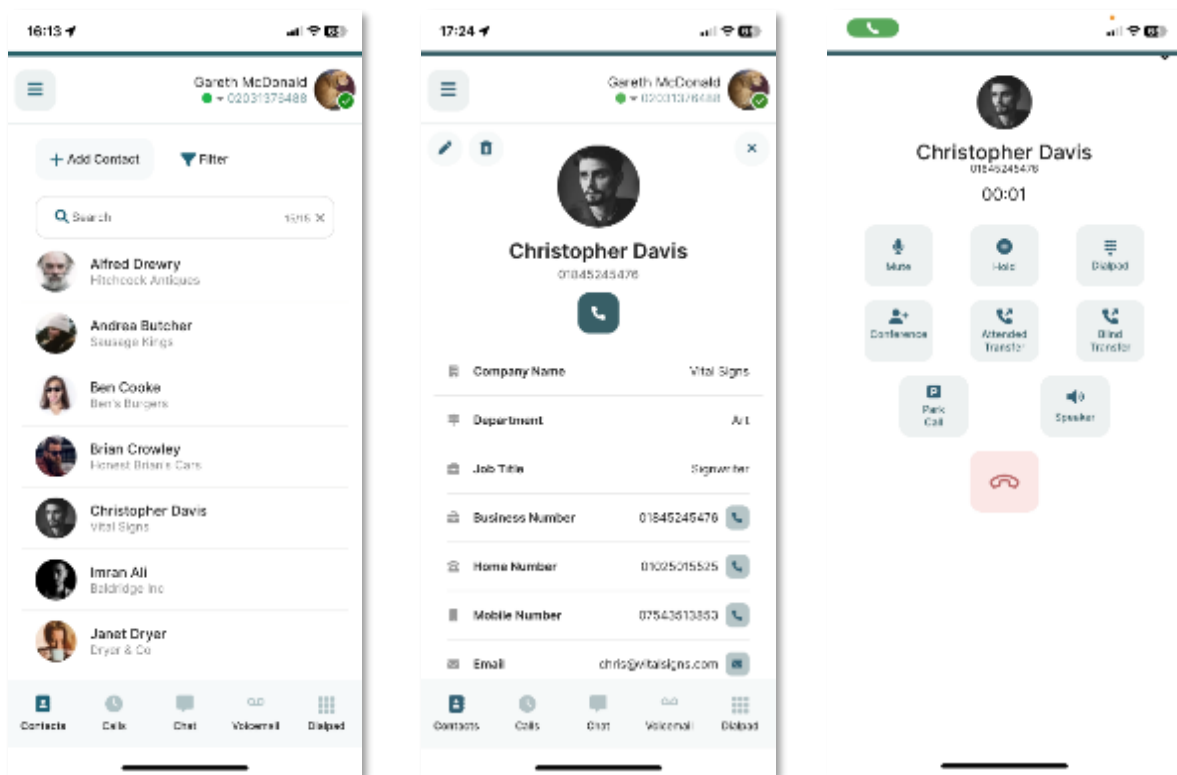 16:13
Gareth McDonald
02031376488
+ Add Contact
Filter
Search
Alfred Drewry
Hitchcock Antiques
Andrea Butcher
Sausage Kings
Ben Cooke
Ben's Burgers
Brian Crowley
Honest Brian's Cars
Christopher Davis
Vital Signs
Imran Ali
Baldridge Inc
Janet Dryer
Dryer & Co
Contacts
Calls
Chat
Voicemail
Dialpad
17:24
Gareth McDonald
02031376488
Christopher Davis
01845245476
Company Name
Vital Signs
Department
Art
Job Title
Signwriter
Business Number
01845245476
Home Number
01025015525
Mobile Number
07543513853
Email
chris@vitalsigns.com
Contacts
Calls
Chat
Voicemail
Dialpad
Christopher Davis
01845245476
00:01
Mute
Hold
Dialpad
Conference
Attended
Transfer
Blind
Transfer
Park
Call
Speaker